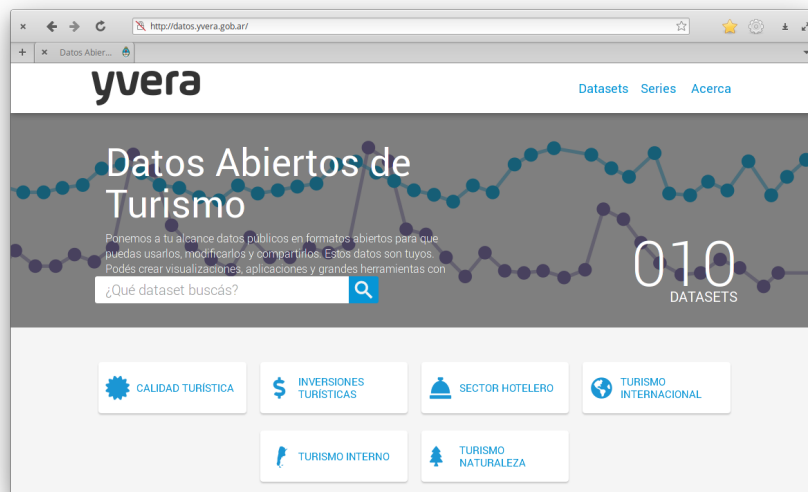 http://datos.yvera.gob.ar/
Datos Abier...
yvera
Datasets Series Acerca
Datos Abiertos de
Turismo
Ponemos a tu alcance datos públicos en formatos abiertos para que
puedas usarlos, modificarlos y compartirlos. Estos datos son tuyos.
Podés crear visualizaciones, aplicaciones y grandes herramientas con
¿Qué dataset buscás?
010
DATASETS
CALIDAD TURÍSTICA
INVERSIONES
TURÍSTICAS
SECTOR HOTELERO
TURISMO
INTERNACIONAL
TURISMO INTERNO
TURISMO
NATURALEZA